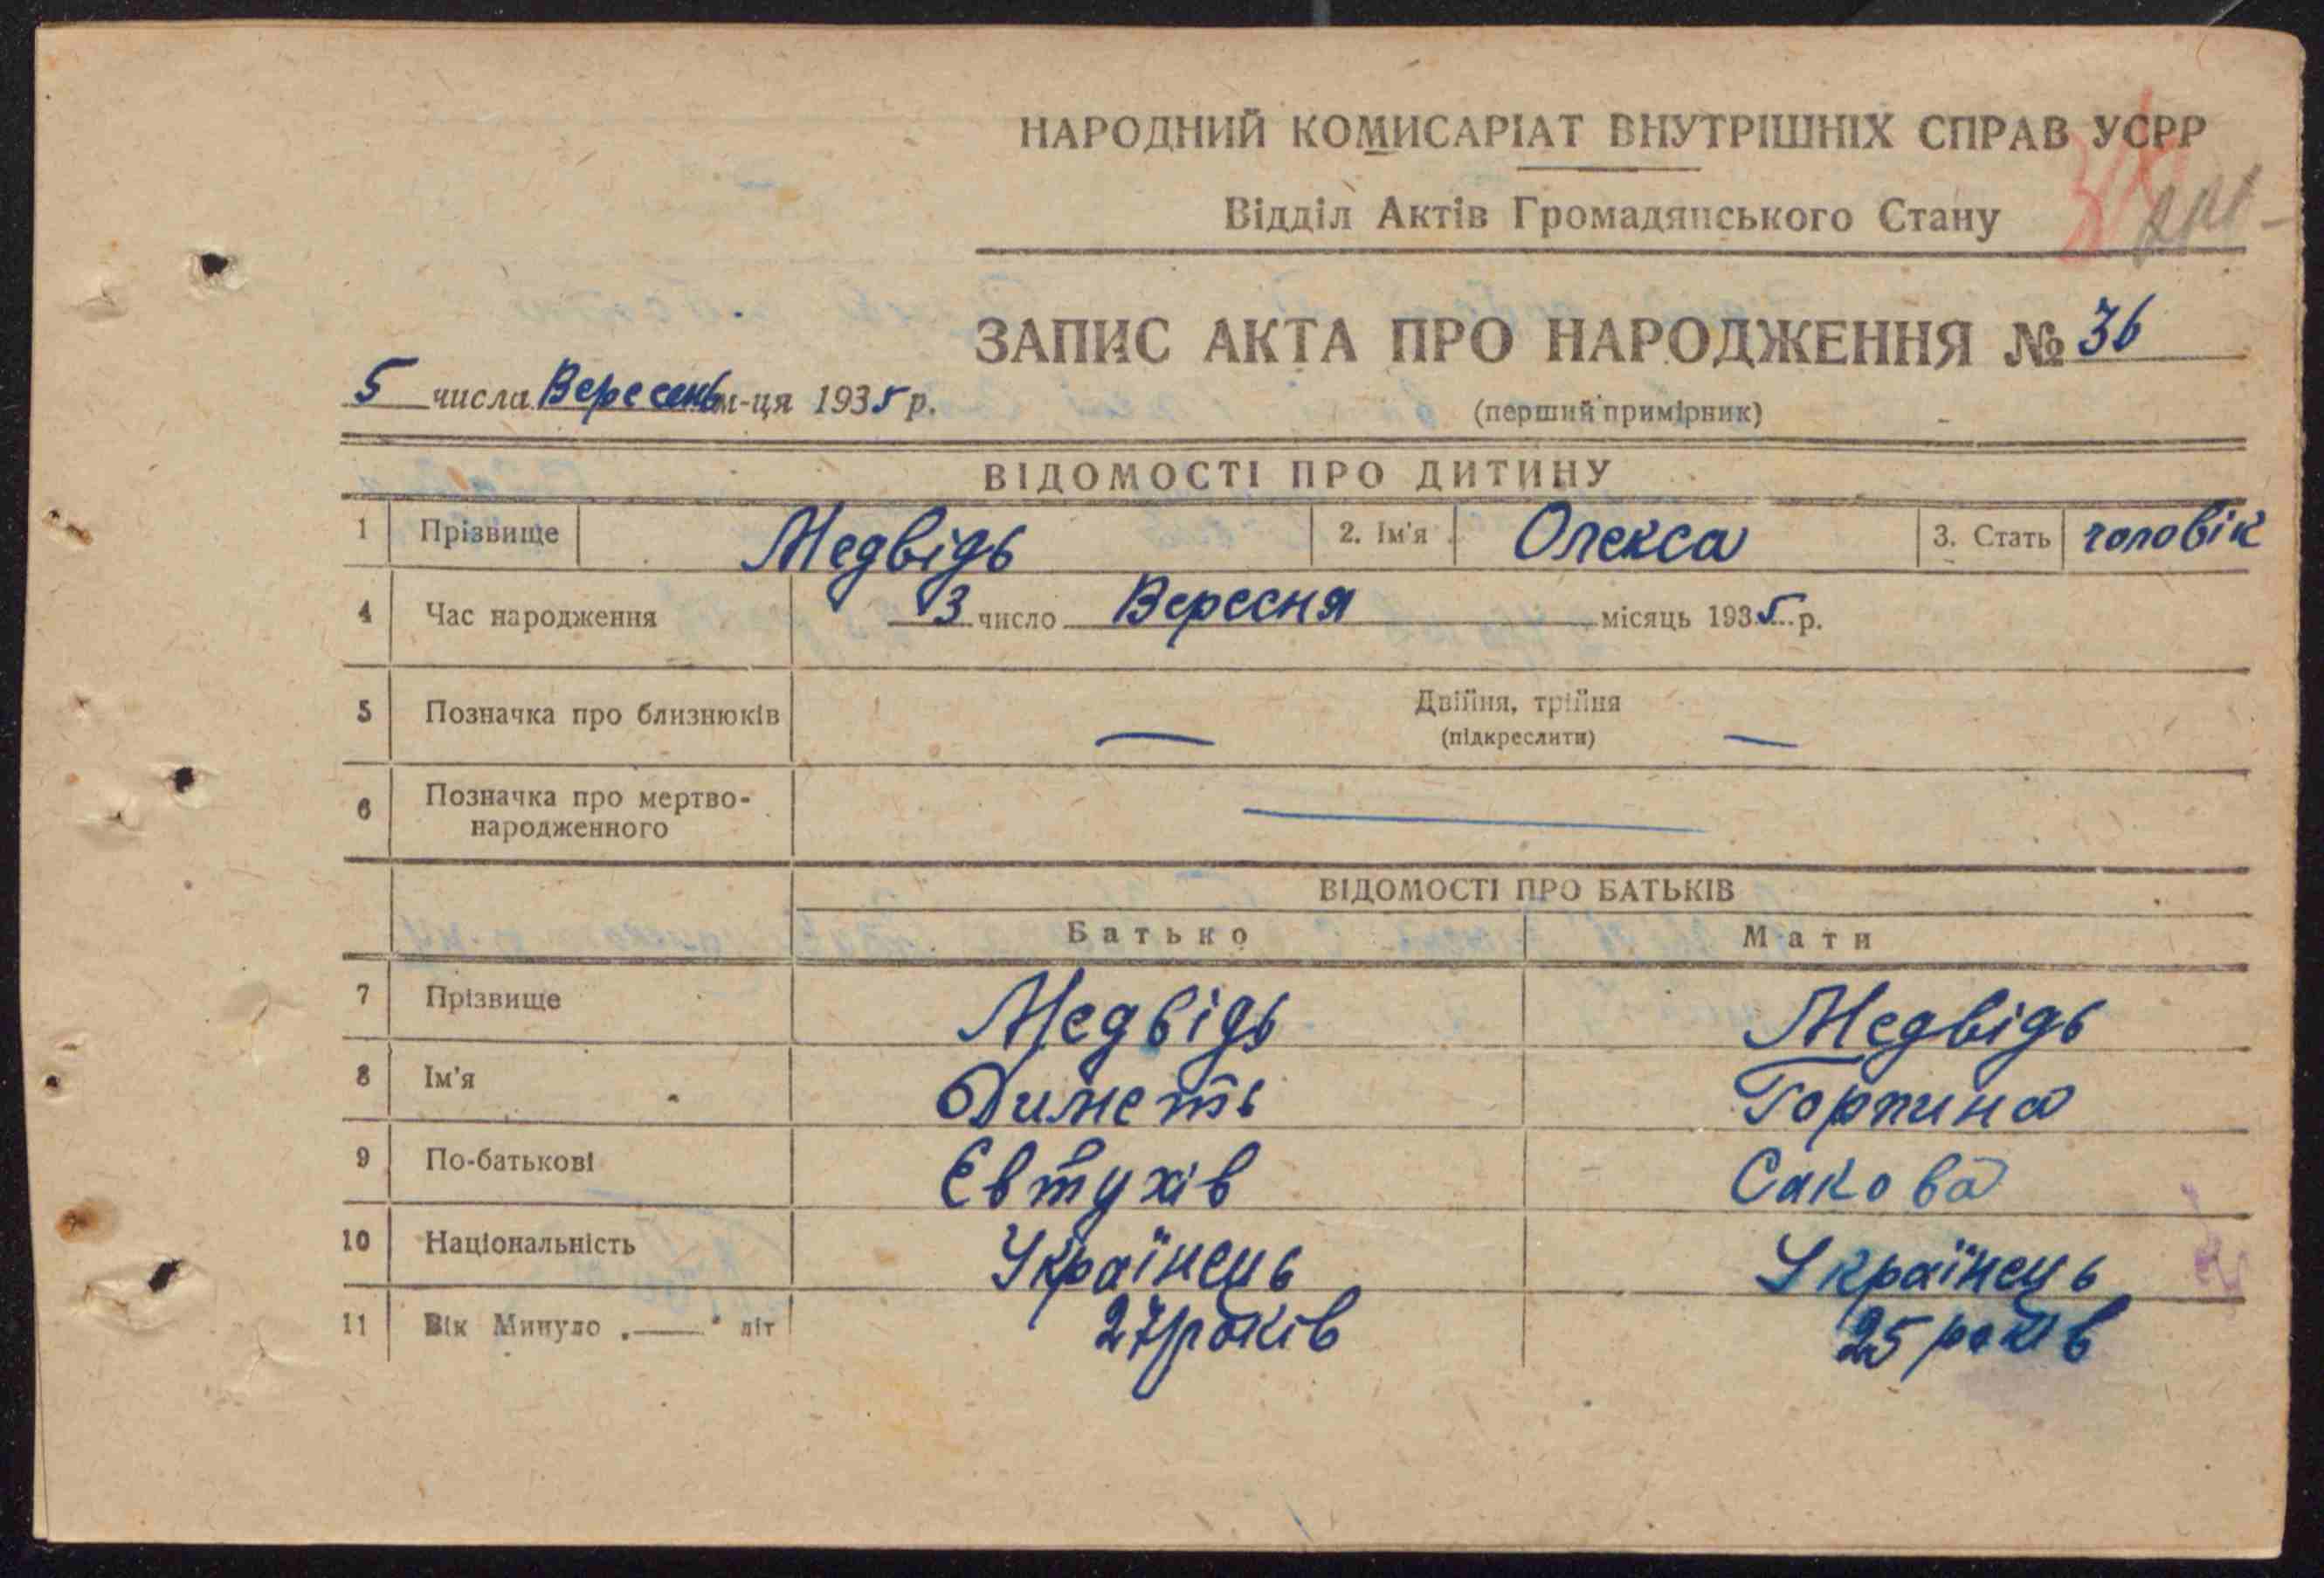 НАРОДНИЙ КОМИСАРІАТ ВНУТРІШНІХ СПРАВ УСРР
Відділ Актів Громадянського Стану
ЗАПИС АКТА ПРО НАРОДЖЕННЯ № 36
5 числа Вересень м-ця 1935 р.
(перший примірник)
ВІДОМОСТІ ПРО ДИТИНУ
1 Прізвище Медвідь 2. Ім'я Олекса 3. Стать чоловік
4 Час народження 3 число Вересня місяць 1935 р.
5 Позначка про близнюків — Двійня, трійня —
(підкреслити)
6 Позначка про мертво-
народженного —
ВІДОМОСТІ ПРО БАТЬКІВ
Батько Мати
7 Прізвище Медвідь Медвідь
8 Ім'я Диметь Горпина
9 По-батькові Євтухів Сакова
10 Національність Українець Українець
11 Вік Минуло „—" літ 27 років 25 років